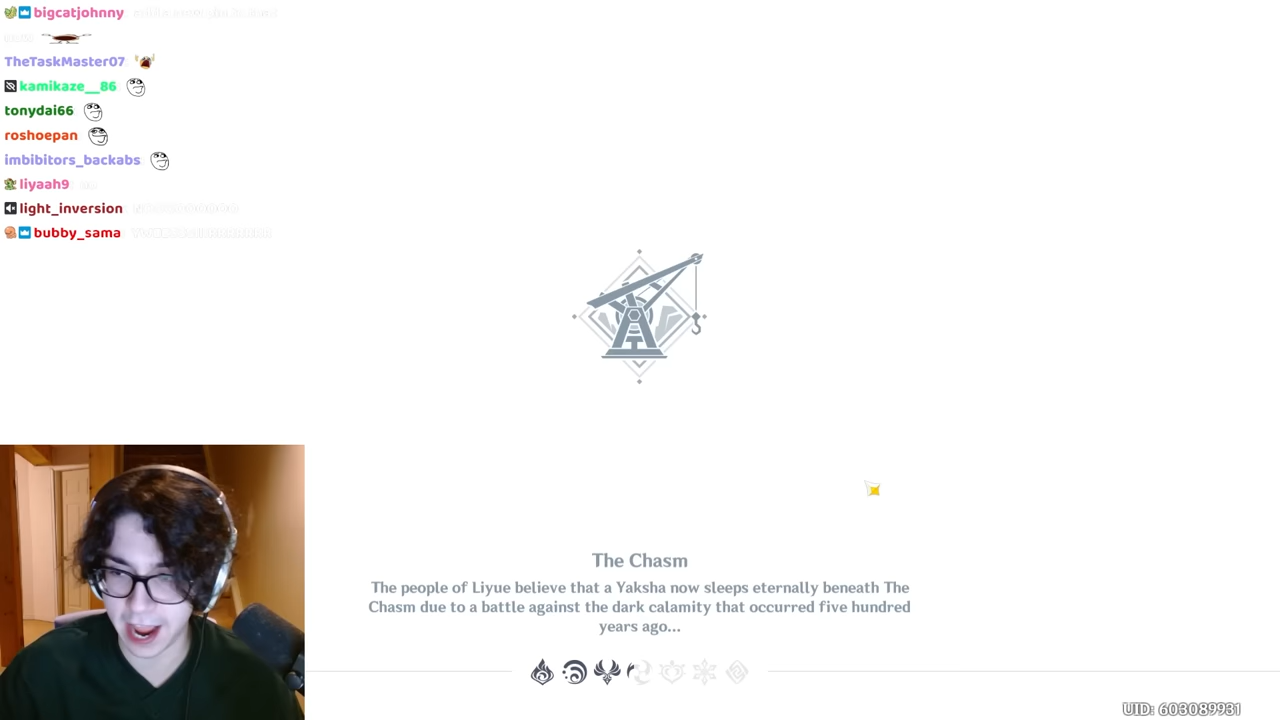 bigcatjohnny
TheTaskMaster07
kamikaze__86
tonydai66
roshoepan
imbibitors_backabs
liyaah9
light_inversion
bubby_sama
The Chasm
The people of Liyue believe that a Yaksha now sleeps eternally beneath The
Chasm due to a battle against the dark calamity that occurred five hundred
years ago...
UID: 603089931